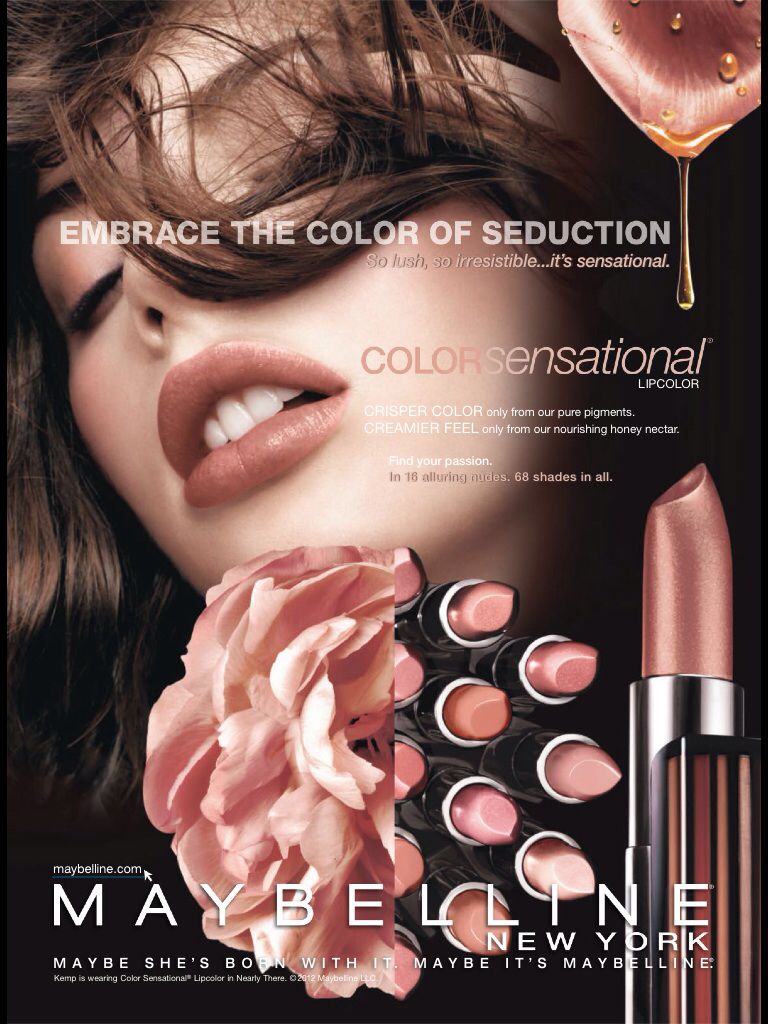 EMBRACE THE COLOR OF SEDUCTION
So lush, so irresistible...it's sensational.
COLORsensational®
LIPCOLOR
CRISPER COLOR only from our pure pigments.
CREAMIER FEEL only from our nourishing honey nectar.
Find your passion.
In 16 alluring nudes. 68 shades in all.
maybelline.com
MAYBELLINE®
NEW YORK
MAYBE SHE'S BORN WITH IT. MAYBE IT'S MAYBELLINE.®
Kemp is wearing Color Sensational® Lipcolor in Nearly There. ©2012 Maybelline LLC.